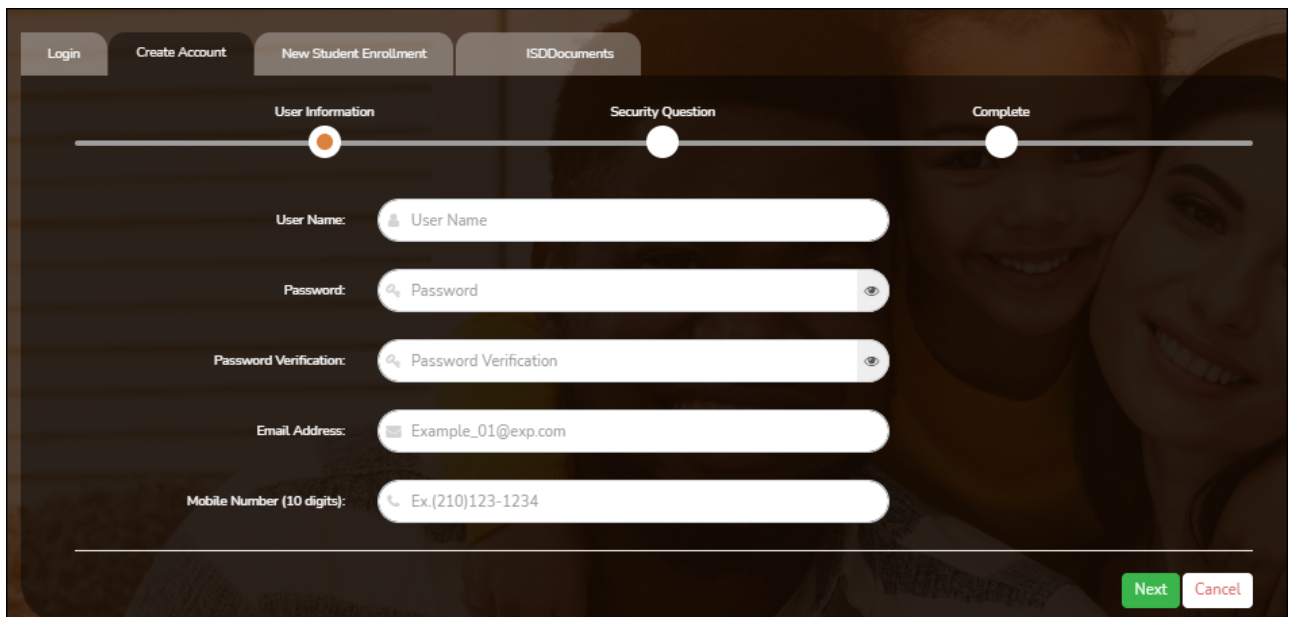 Login
Create Account
New Student Enrollment
ISDDocuments
User Information
Security Question
Complete
User Name:
User Name
Password:
Password
Password Verification:
Password Verification
Email Address:
Example_01@exp.com
Mobile Number (10 digits):
Ex.(210)123-1234
Next
Cancel